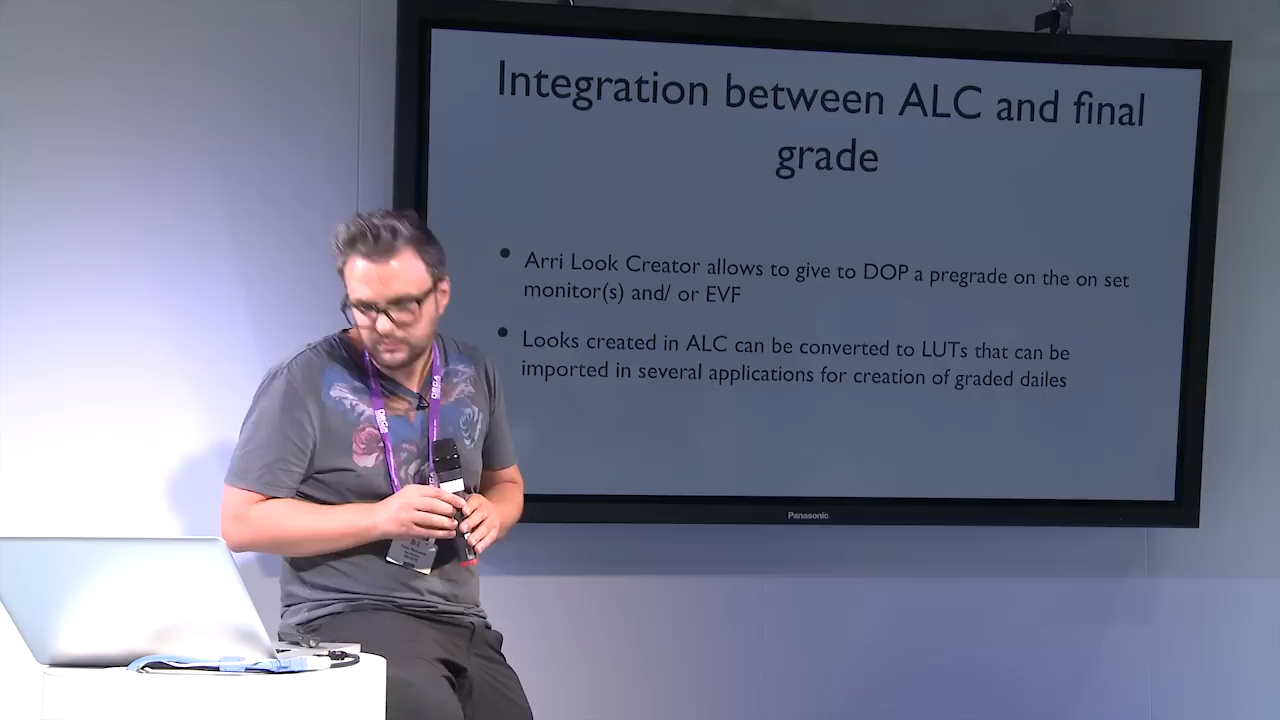 Integration between ALC and final
grade
• Arri Look Creator allows to give to DOP a pregrade on the on set
monitor(s) and/ or EVF
• Looks created in ALC can be converted to LUTs that can be
imported in several applications for creation of graded dailes
Panasonic
ORCA
ORCA